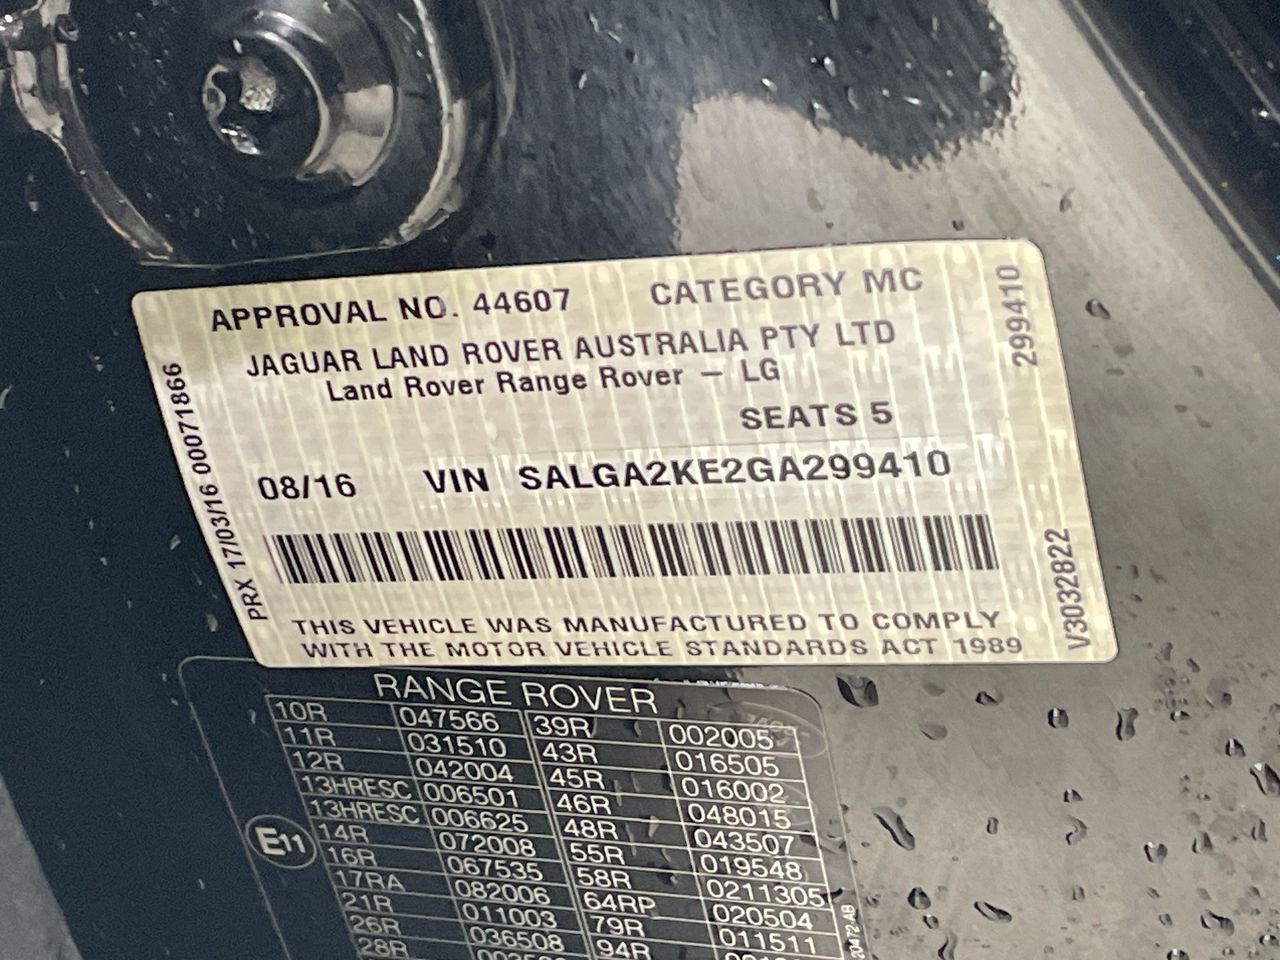 APPROVAL NO. 44607 CATEGORY MC
JAGUAR LAND ROVER AUSTRALIA PTY LTD
Land Rover Range Rover – LG
SEATS 5
08/16 VIN SALGA2KE2GA299410
THIS VEHICLE WAS MANUFACTURED TO COMPLY
WITH THE MOTOR VEHICLE STANDARDS ACT 1989
PRX 17/03/16 00071866
299410
V3032822
RANGE ROVER
10R 047566 39R 002005
11R 031510 43R 016505
12R 042004 45R 016002
13HRESC 006501 46R 048015
13HRESC 006625 48R 043507
14R 072008 55R 019548
16R 067535 58R 0211305
17RA 082006 64RP 020504
21R 011003 79R 011511
26R 036508 94R
28R
E11